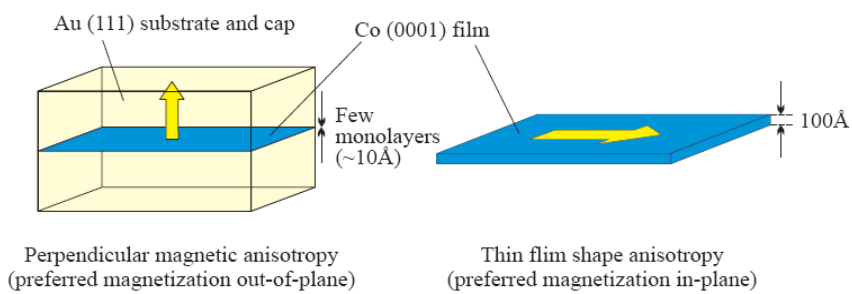 Au (111) substrate and cap
Co (0001) film
Few
monolayers
(~10Å)
100Å
Perpendicular magnetic anisotropy
(preferred magnetization out-of-plane)
Thin flim shape anisotropy
(preferred magnetization in-plane)